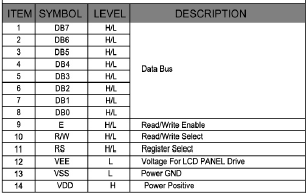 ITEM SYMBOL LEVEL DESCRIPTION
1 DB7 H/L
2 DB6 H/L
3 DB5 H/L
4 DB4 H/L Data Bus
5 DB3 H/L
6 DB2 H/L
7 DB1 H/L
8 DB0 H/L
9 E H/L Read/Write Enable
10 R/W H/L Read/Write Select
11 RS H/L Register Select
12 VEE L Voltage For LCD PANEL Drive
13 VSS L Power GND
14 VDD H Power Positive